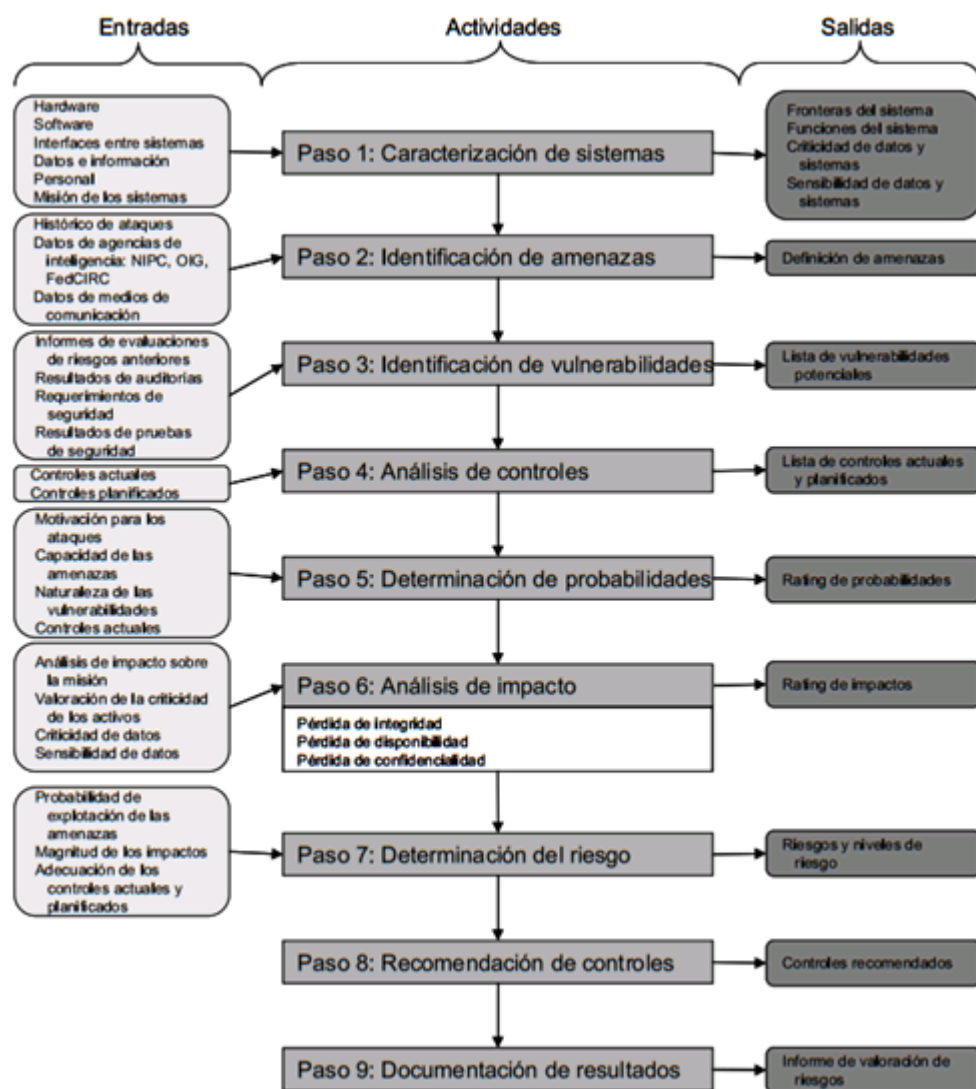 Entradas
Actividades
Salidas
Hardware
Software
Interfaces entre sistemas
Datos e información
Personal
Misión de los sistemas
Paso 1: Caracterización de sistemas
Fronteras del sistema
Funciones del sistema
Criticidad de datos y
sistemas
Sensibilidad de datos y
sistemas
Histórico de ataques
Datos de agencias de
inteligencia: NIPC, OIG,
FedCIRC
Datos de medios de
comunicación
Paso 2: Identificación de amenazas
Definición de amenazas
Informes de evaluaciones
de riesgos anteriores
Resultados de auditorías
Requerimientos de
seguridad
Resultados de pruebas
de seguridad
Paso 3: Identificación de vulnerabilidades
Lista de vulnerabilidades
potenciales
Controles actuales
Controles planificados
Paso 4: Análisis de controles
Lista de controles actuales
y planificados
Motivación para los
ataques
Capacidad de las
amenazas
Naturaleza de las
vulnerabilidades
Controles actuales
Paso 5: Determinación de probabilidades
Rating de probabilidades
Análisis de impacto sobre
la misión
Valoración de la criticidad
de los activos
Criticidad de datos
Sensibilidad de datos
Paso 6: Análisis de impacto
Pérdida de integridad
Pérdida de disponibilidad
Pérdida de confidencialidad
Rating de impactos
Probabilidad de
explotación de las
amenazas
Magnitud de los impactos
Adecuación de los
controles actuales y
planificados
Paso 7: Determinación del riesgo
Riesgos y niveles de
riesgo
Paso 8: Recomendación de controles
Controles recomendados
Paso 9: Documentación de resultados
Informe de valoración de
riesgos